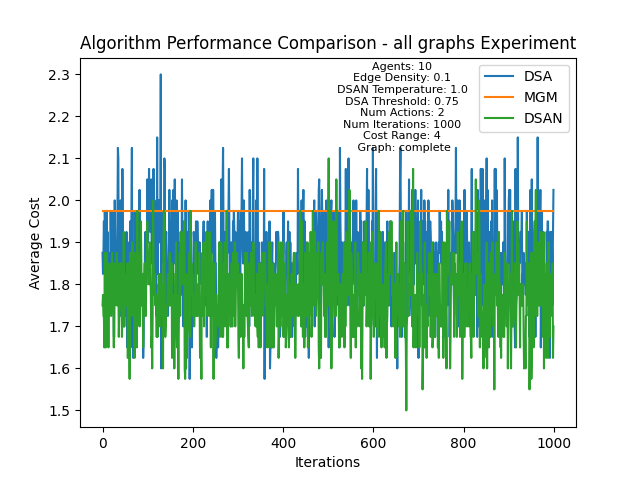 Algorithm Performance Comparison - all graphs Experiment
Agents: 10
Edge Density: 0.1
DSAN Temperature: 1.0
DSA Threshold: 0.75
Num Actions: 2
Num Iterations: 1000
Cost Range: 4
Graph: complete
DSA
MGM
DSAN
Average Cost
2.3
2.2
2.1
2.0
1.9
1.8
1.7
1.6
1.5
0
200
400
600
800
1000
Iterations